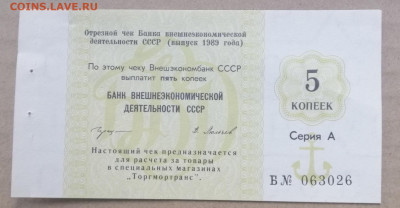 COINS.LAVE.RU
Отрезной чек Банка внешнеэкономической
деятельности СССР (выпуск 1989 года)
По этому чеку Внешэкономбанк СССР
выплатит пять копеек
БАНК ВНЕШНЕЭКОНОМИЧЕСКОЙ
ДЕЯТЕЛЬНОСТИ СССР
Настоящий чек предназначается
для расчета за товары
в специальных магазинах
„Торгмортранс".
5
КОПЕЕК
Серия А
Б№ 063026